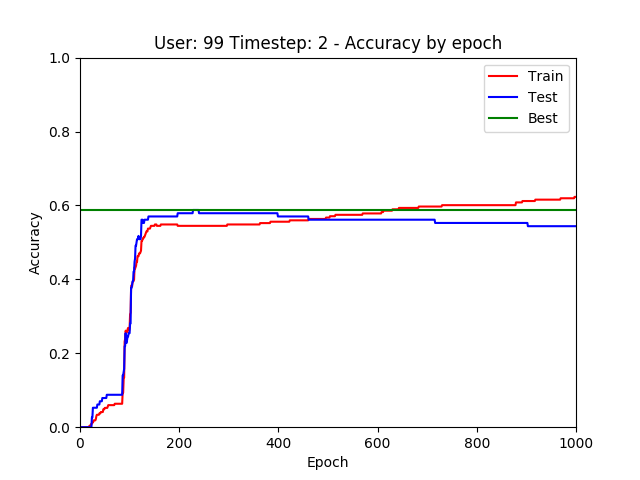 User: 99 Timestep: 2 - Accuracy by epoch
1.0
0.8
0.6
0.4
0.2
0.0
Accuracy
Train
Test
Best
0 200 400 600 800 1000
Epoch